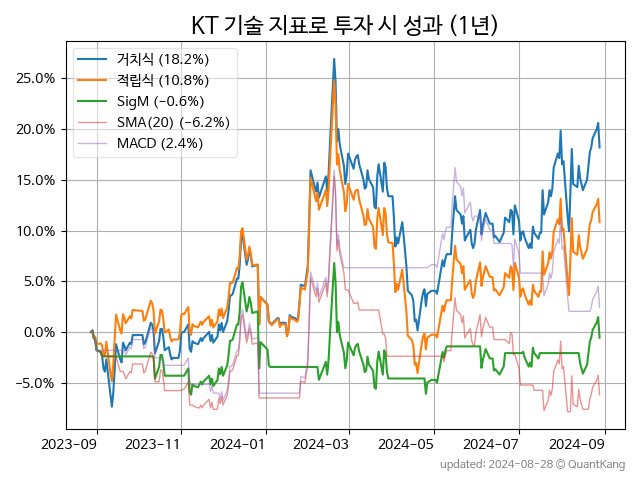 KT 기술 지표로 투자 시 성과 (1년)
거치식 (18.2%)
적립식 (10.8%)
SigM (−0.6%)
SMA(20) (−6.2%)
MACD (2.4%)
25.0%
20.0%
15.0%
10.0%
5.0%
0.0%
−5.0%
2023−09 2023−11 2024−01 2024−03 2024−05 2024−07 2024−09
updated: 2024−08−28 © QuantKang